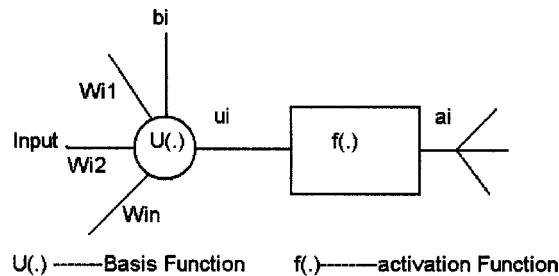 bi
Wi1
ui
ai
Input
U(.)
f(.)
Wi2
Win
U(.) ------Basis Function f(.)------activation Function